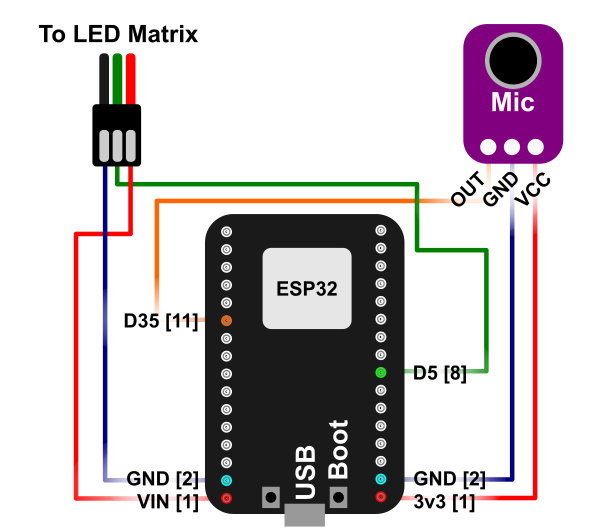 To LED Matrix
Mic
OUT
GND
VCC
ESP32
D35 [11]
D5 [8]
USB
Boot
GND [2]
GND [2]
VIN [1]
3v3 [1]